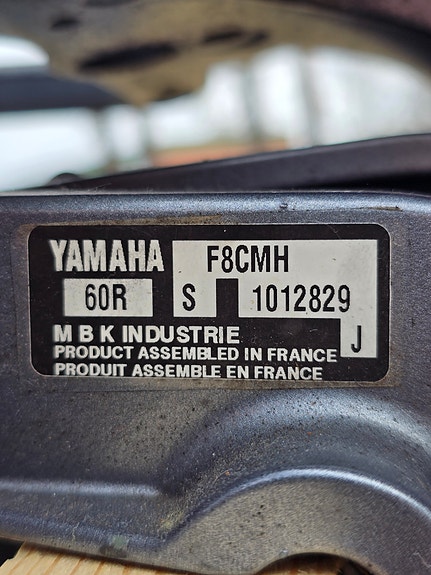 YAMAHA F8CMH
60R S 1012829
M B K INDUSTRIE J
PRODUCT ASSEMBLED IN FRANCE
PRODUIT ASSEMBLE EN FRANCE